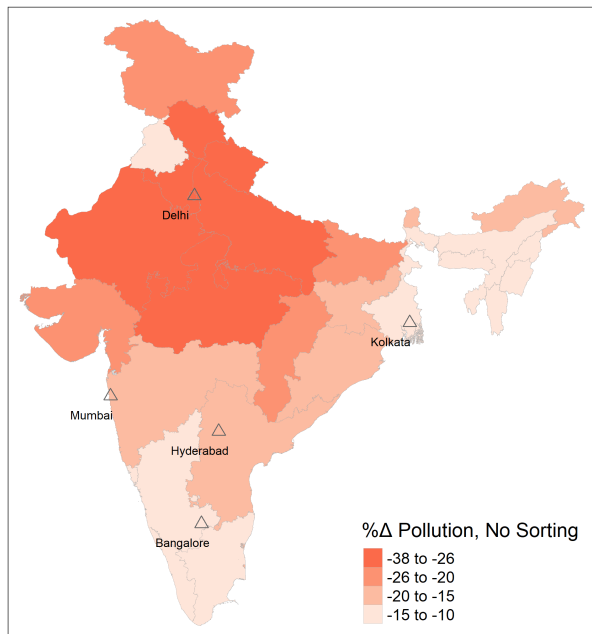 Delhi
Kolkata
Mumbai
Hyderabad
Bangalore
%Δ Pollution, No Sorting
-38 to -26
-26 to -20
-20 to -15
-15 to -10